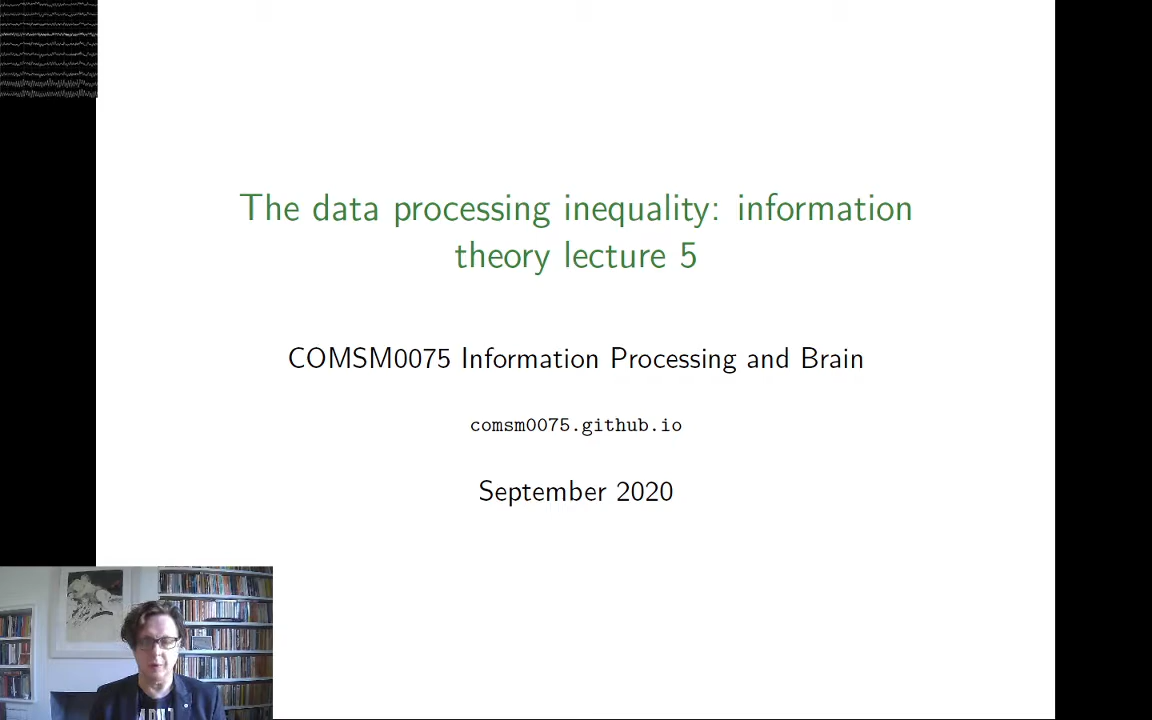 The data processing inequality: information
theory lecture 5
COMSM0075 Information Processing and Brain
comsm0075.github.io
September 2020